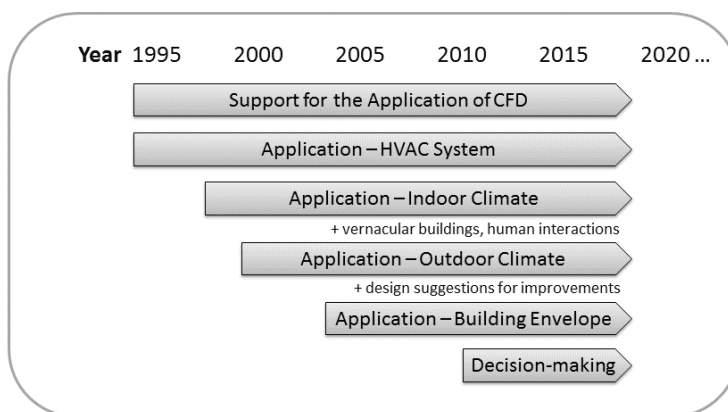 Year 1995 2000 2005 2010 2015 2020 ...
Support for the Application of CFD
Application – HVAC System
Application – Indoor Climate
+ vernacular buildings, human interactions
Application – Outdoor Climate
+ design suggestions for improvements
Application – Building Envelope
Decision-making